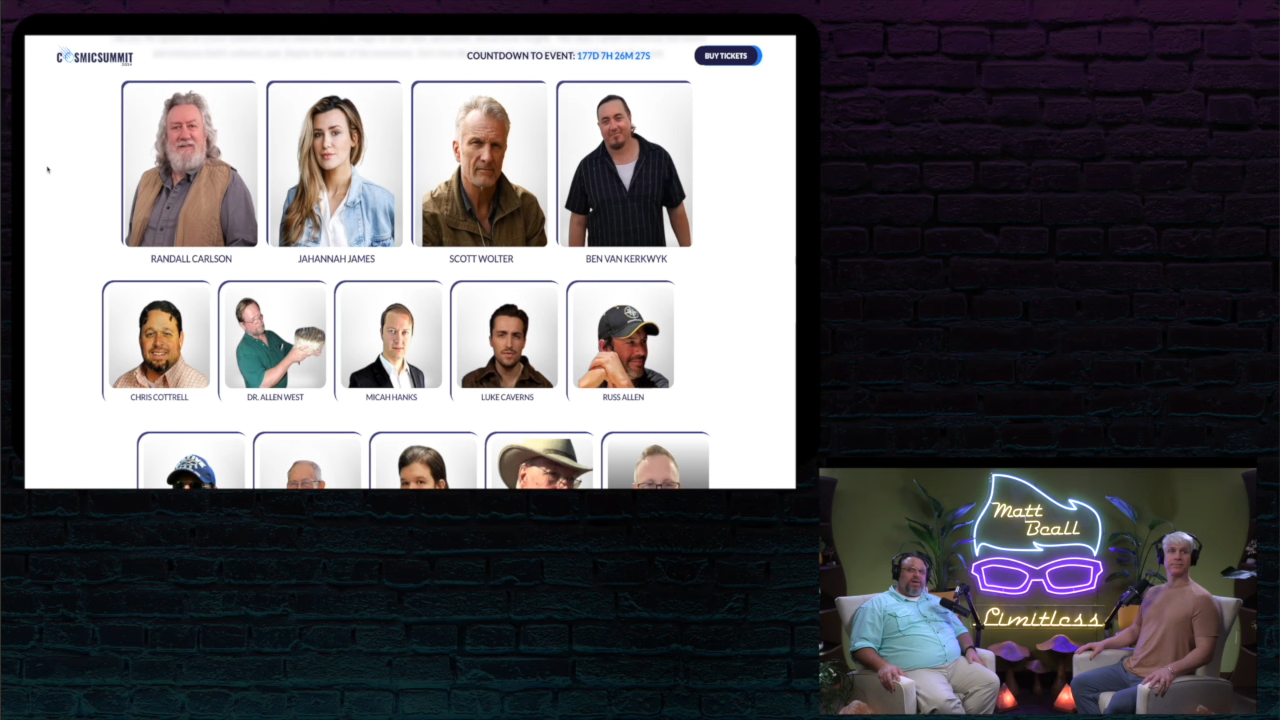 COSMICSUMMIT
COUNTDOWN TO EVENT: 177D 7H 26M 27S
BUY TICKETS
RANDALL CARLSON
JAHANNAH JAMES
SCOTT WOLTER
BEN VAN KERKWYK
CHRIS COTTRELL
DR. ALLEN WEST
MICAH HANKS
LUKE CAVERNS
RUSS ALLEN
Matt
Beall
Limitless